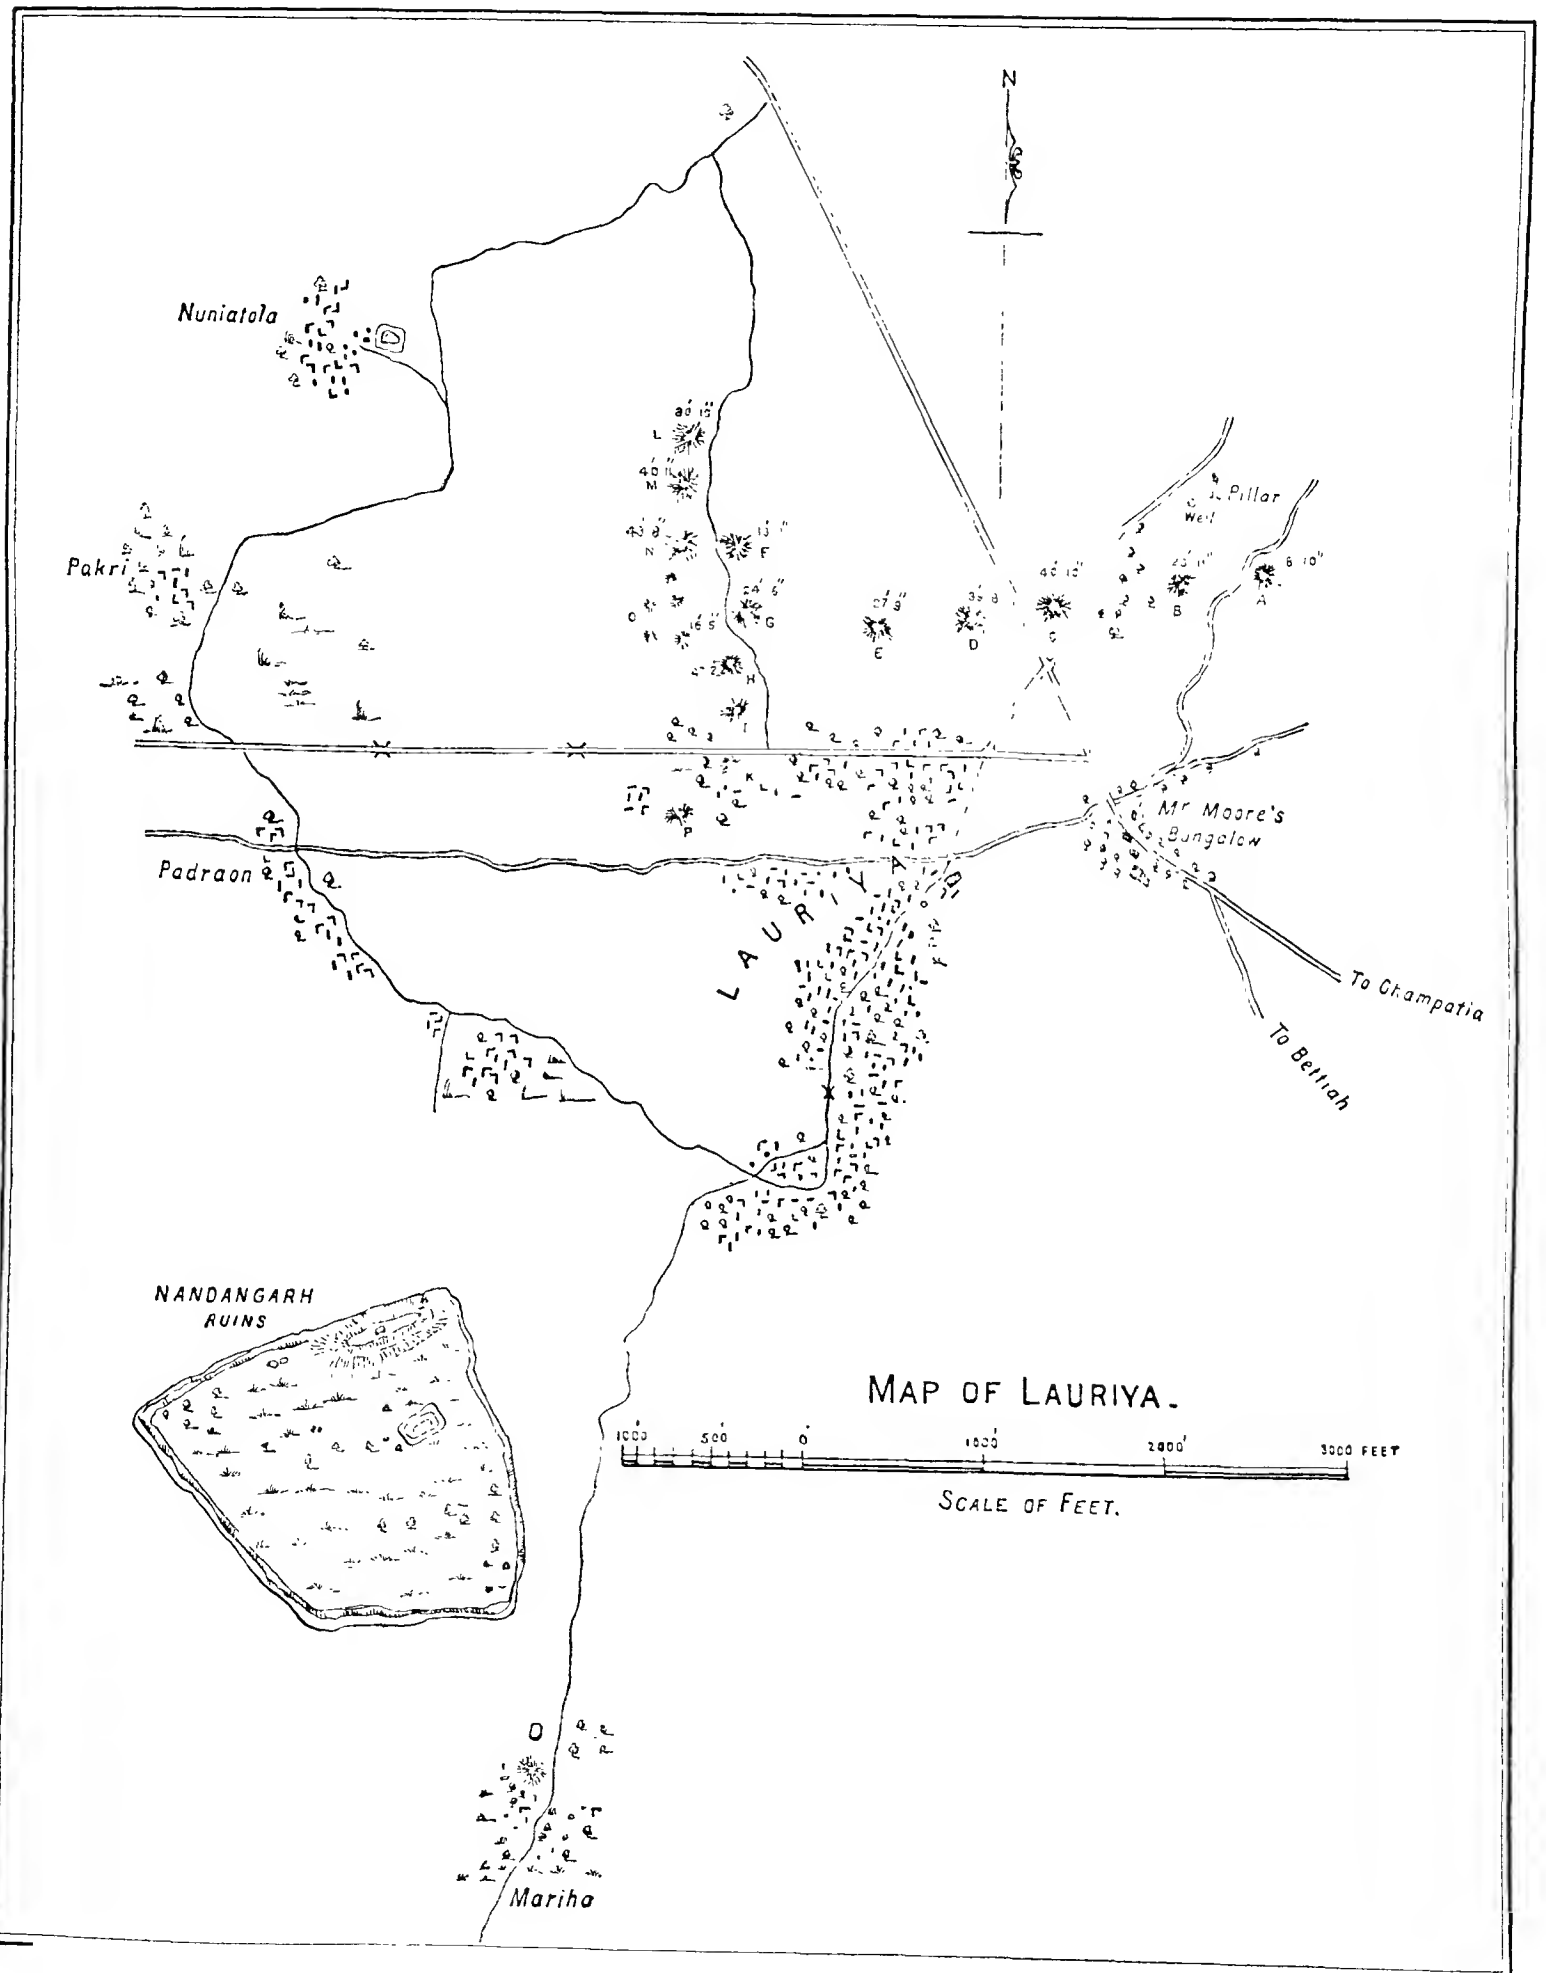 N
Nuniatola
L
M
Pillar
Well
N
F
Pakri
A
B
O
G
C
D
E
H
I
K
L
P
Mr Moore's
Bungalow
Padraon
LAURIYA
To Champatia
To Bettiah
NANDANGARH
RUINS
MAP OF LAURIYA.
1000' 500' 0' 1000' 2000' 3000 FEET
SCALE OF FEET.
Mariha